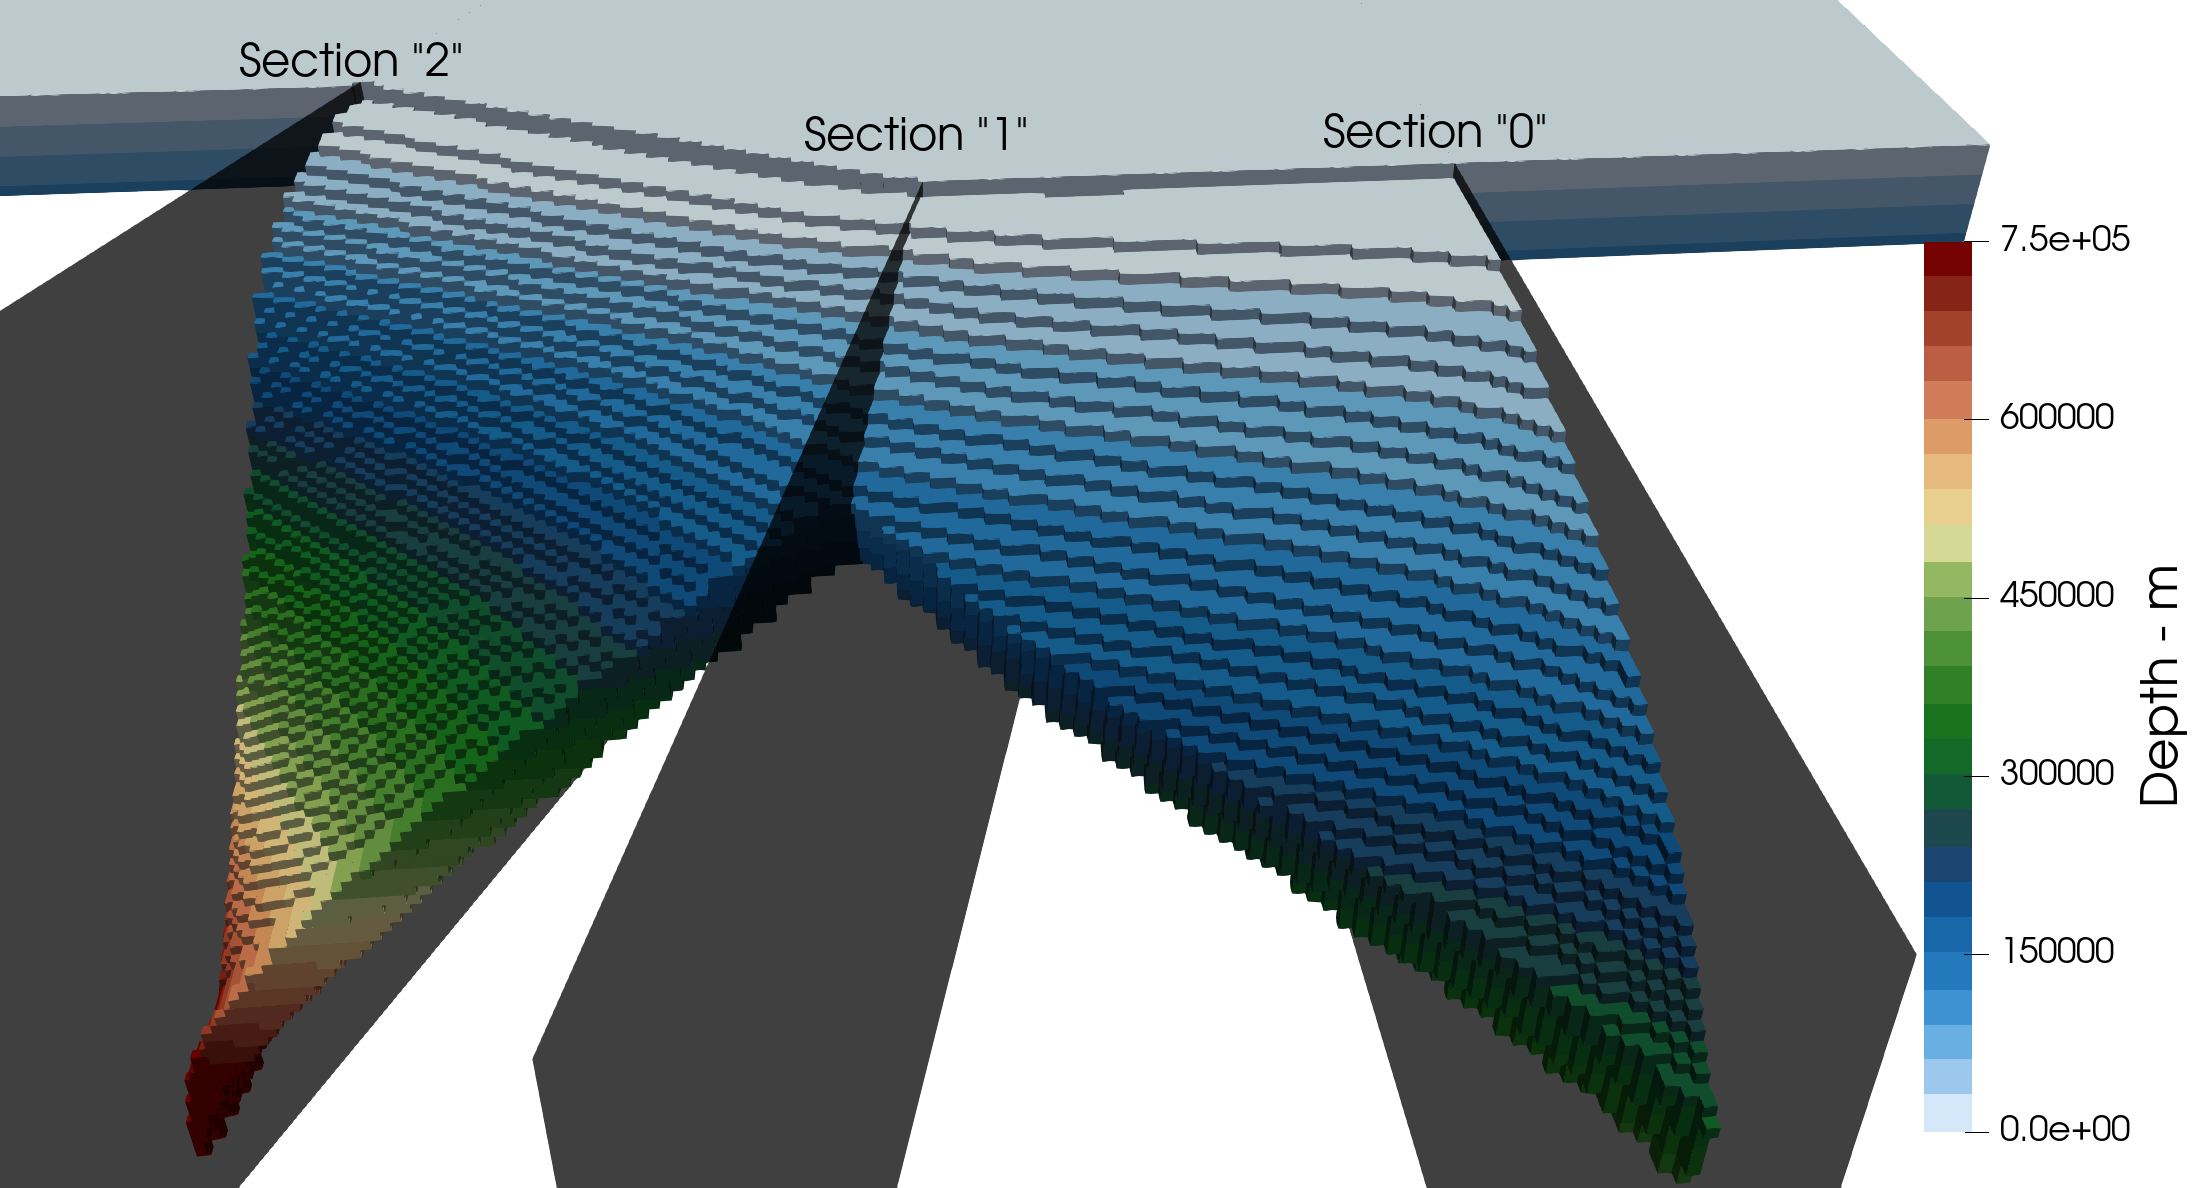 Section "2"
Section "1"
Section "0"
7.5e+05
600000
450000
300000
150000
0.0e+00
Depth - m